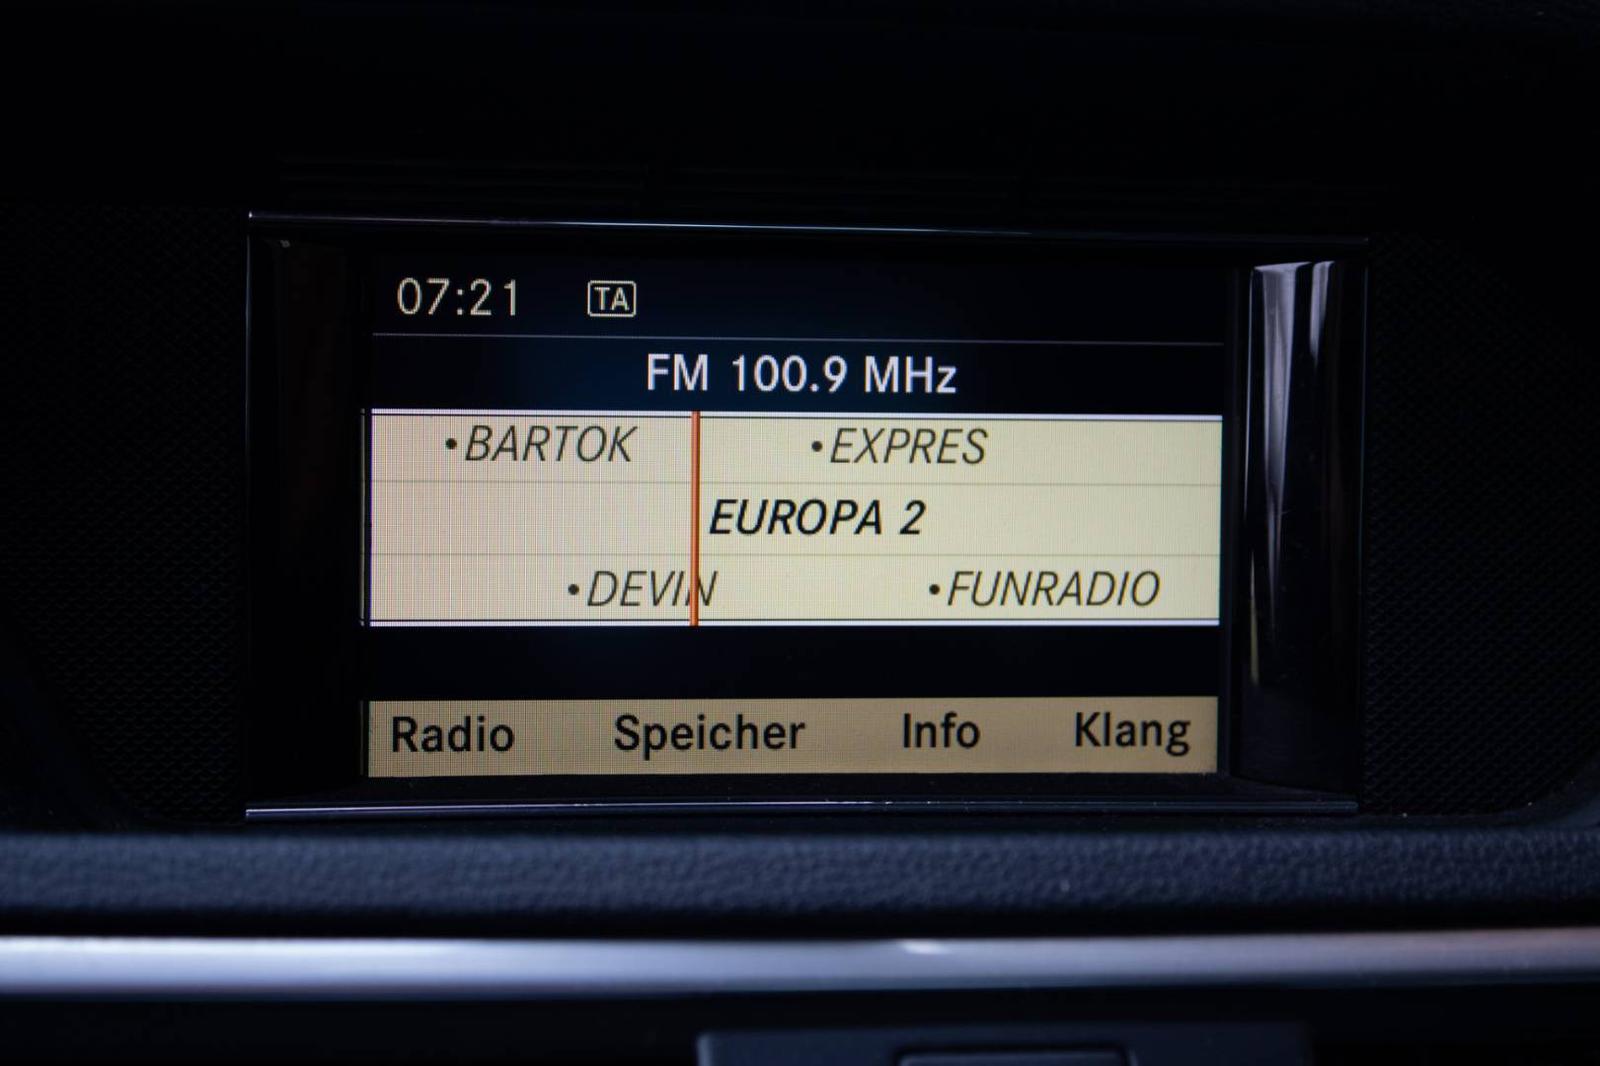 07:21 TA
FM 100.9 MHz
•BARTOK •EXPRES
EUROPA 2
•DEVIN •FUNRADIO
Radio Speicher Info Klang